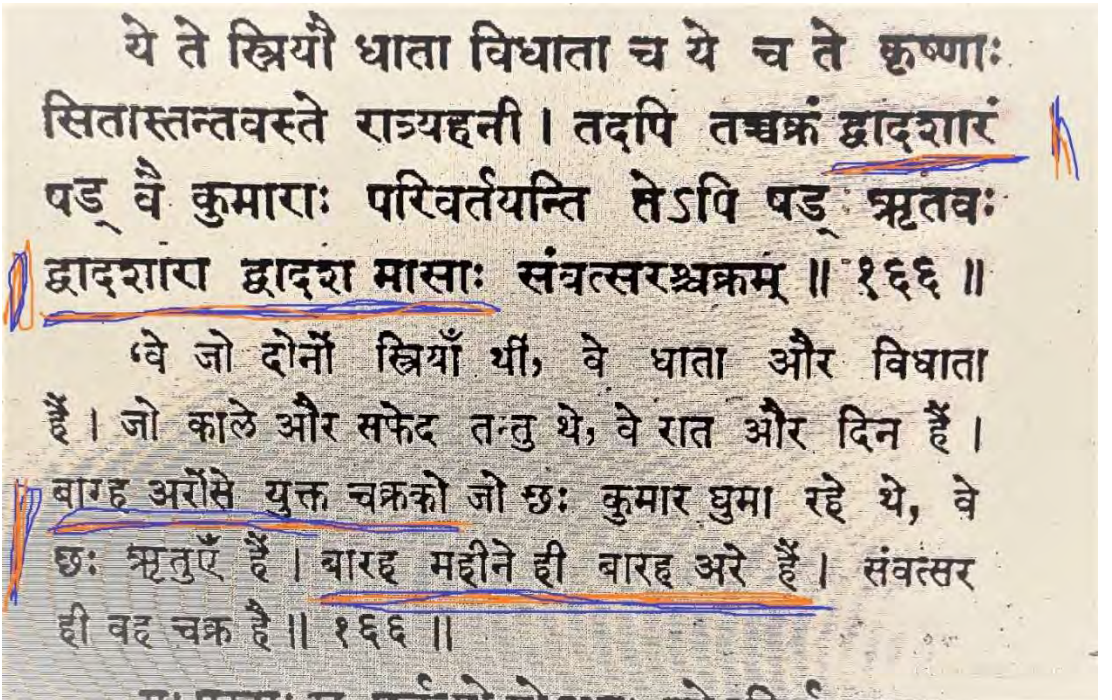 ये ते स्त्रियौ धाता विधाता च ये च ते कृष्णाः
सितास्तन्तवस्ते रात्र्यहनी । तदपि तच्चक्रं द्वादशारं
षड् वै कुमाराः परिवर्तयन्ति तेऽपि षड् ऋतवः
द्वादशारा द्वादश मासाः संवत्सरश्चक्रम् ॥ १६६ ॥
‘वे जो दोनों स्त्रियाँ थीं, वे धाता और विधाता
हैं । जो काले और सफेद तन्तु थे, वे रात और दिन हैं ।
बारह अरोंसे युक्त चक्रको जो छः कुमार घुमा रहे थे, वे
छः ऋतुएँ हैं । बारह महीने ही बारह अरे हैं । संवत्सर
ही वह चक्र है ॥ १६६ ॥